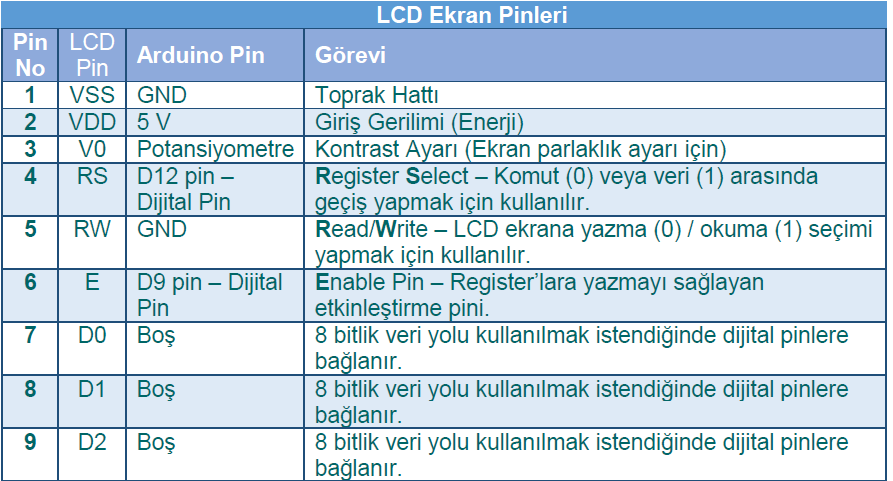 LCD Ekran Pinleri
Pin No LCD Pin Arduino Pin Görevi
1 VSS GND Toprak Hattı
2 VDD 5 V Giriş Gerilimi (Enerji)
3 V0 Potansiyometre Kontrast Ayarı (Ekran parlaklık ayarı için)
4 RS D12 pin – Dijital Pin Register Select – Komut (0) veya veri (1) arasında
geçiş yapmak için kullanılır.
5 RW GND Read/Write – LCD ekrana yazma (0) / okuma (1) seçimi
yapmak için kullanılır.
6 E D9 pin – Dijital Pin Enable Pin – Register’lara yazmayı sağlayan
etkinleştirme pini.
7 D0 Boş 8 bitlik veri yolu kullanılmak istendiğinde dijital pinlere
bağlanır.
8 D1 Boş 8 bitlik veri yolu kullanılmak istendiğinde dijital pinlere
bağlanır.
9 D2 Boş 8 bitlik veri yolu kullanılmak istendiğinde dijital pinlere
bağlanır.